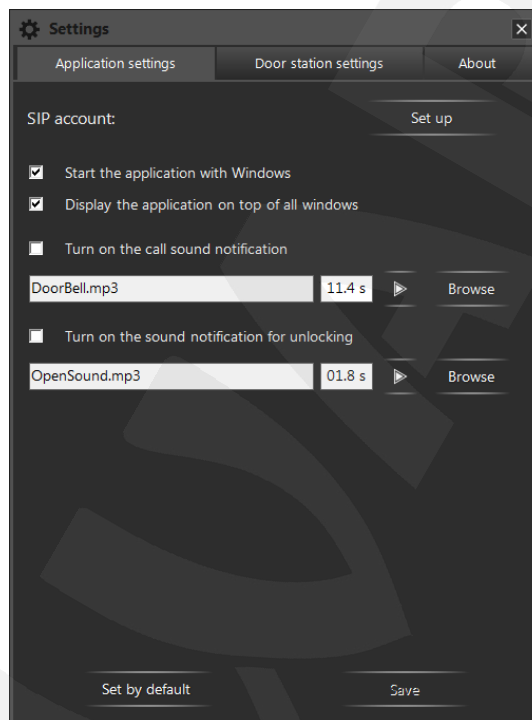 Settings
Application settings Door station settings About
SIP account: Set up
Start the application with Windows
Display the application on top of all windows
Turn on the call sound notification
DoorBell.mp3 11.4 s Browse
Turn on the sound notification for unlocking
OpenSound.mp3 01.8 s Browse
Set by default Save